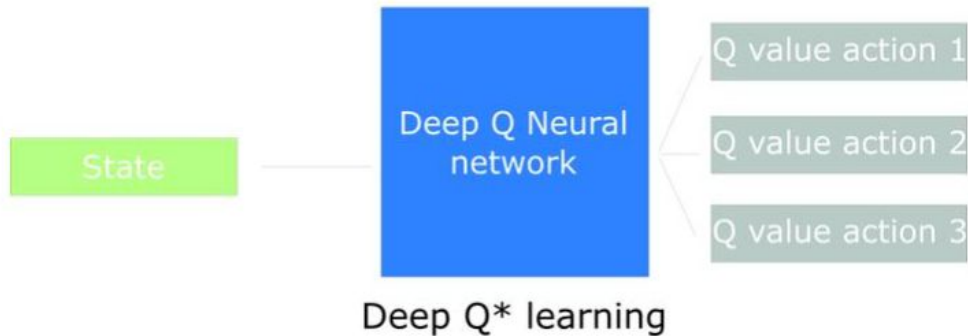 State
Deep Q Neural
network
Q value action 1
Q value action 2
Q value action 3
Deep Q* learning